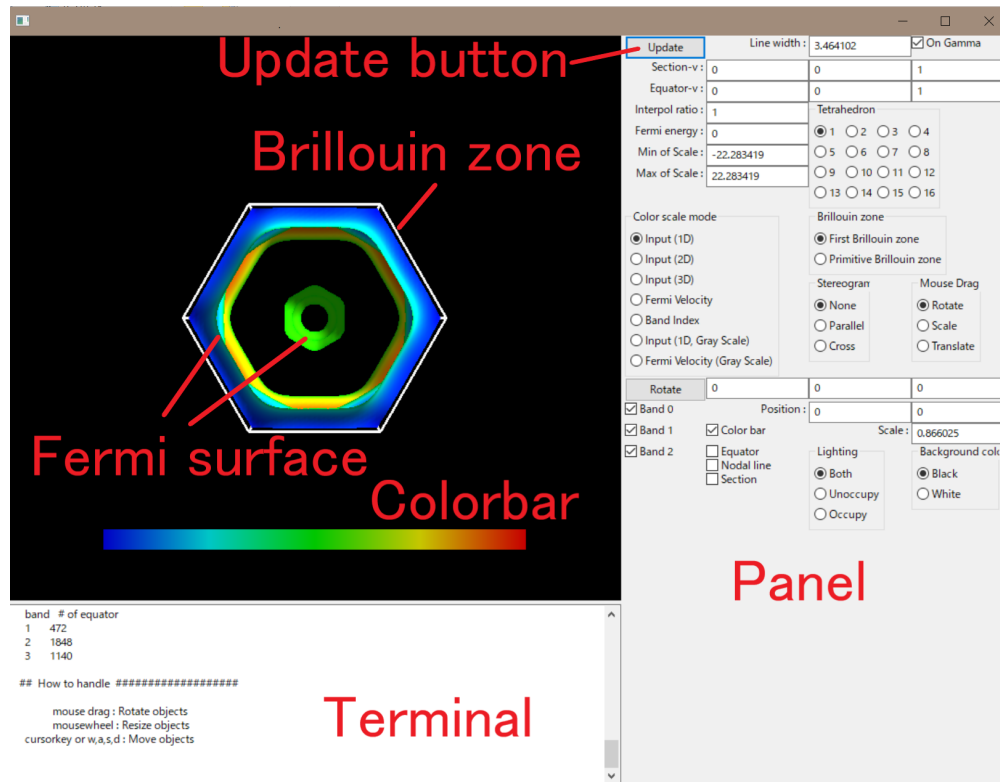 Update button
Brillouin zone
Fermi surface
Colorbar
band # of equator
1 472
2 1848
3 1140
## How to handle ###################
mouse drag : Rotate objects
mousewheel : Resize objects
cursorkey or w,a,s,d : Move objects
Terminal
Update Line width : 3.464102 On Gamma
Section-v : 0 0 1
Equator-v : 0 0 1
Interpol ratio : 1
Fermi energy : 0
Min of Scale : -22.283419
Max of Scale : 22.283419
Tetrahedron
1 2 3 4
5 6 7 8
9 10 11 12
13 14 15 16
Color scale mode
Input (1D)
Input (2D)
Input (3D)
Fermi Velocity
Band Index
Input (1D, Gray Scale)
Fermi Velocity (Gray Scale)
Brillouin zone
First Brillouin zone
Primitive Brillouin zone
Stereogram
None
Parallel
Cross
Mouse Drag
Rotate
Scale
Translate
Rotate 0 0 0
Band 0 Position : 0 0
Band 1 Color bar Scale : 0.866025
Band 2 Equator
Nodal line
Section
Lighting
Both
Unoccupy
Occupy
Background colo
Black
White
Panel